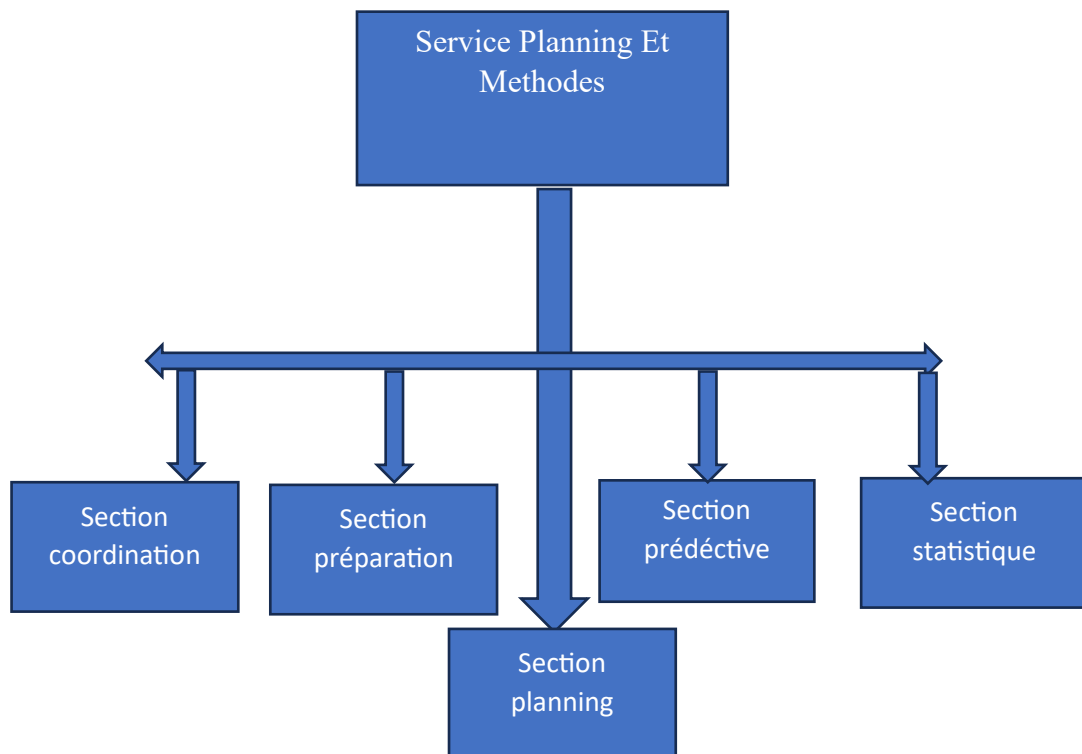 Service Planning Et
Methodes
Section
coordination
Section
préparation
Section
prédéctive
Section
statistique
Section
planning